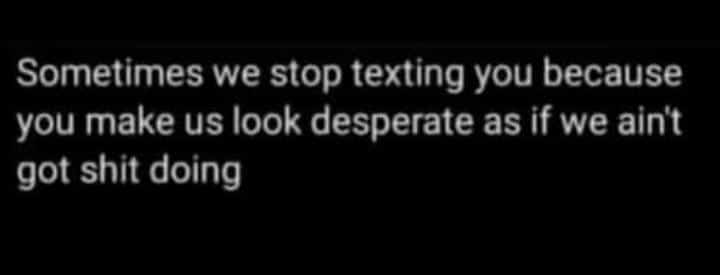 Sometimes we stop texting you because
you make us look desperate as if we ain't
got shit doing